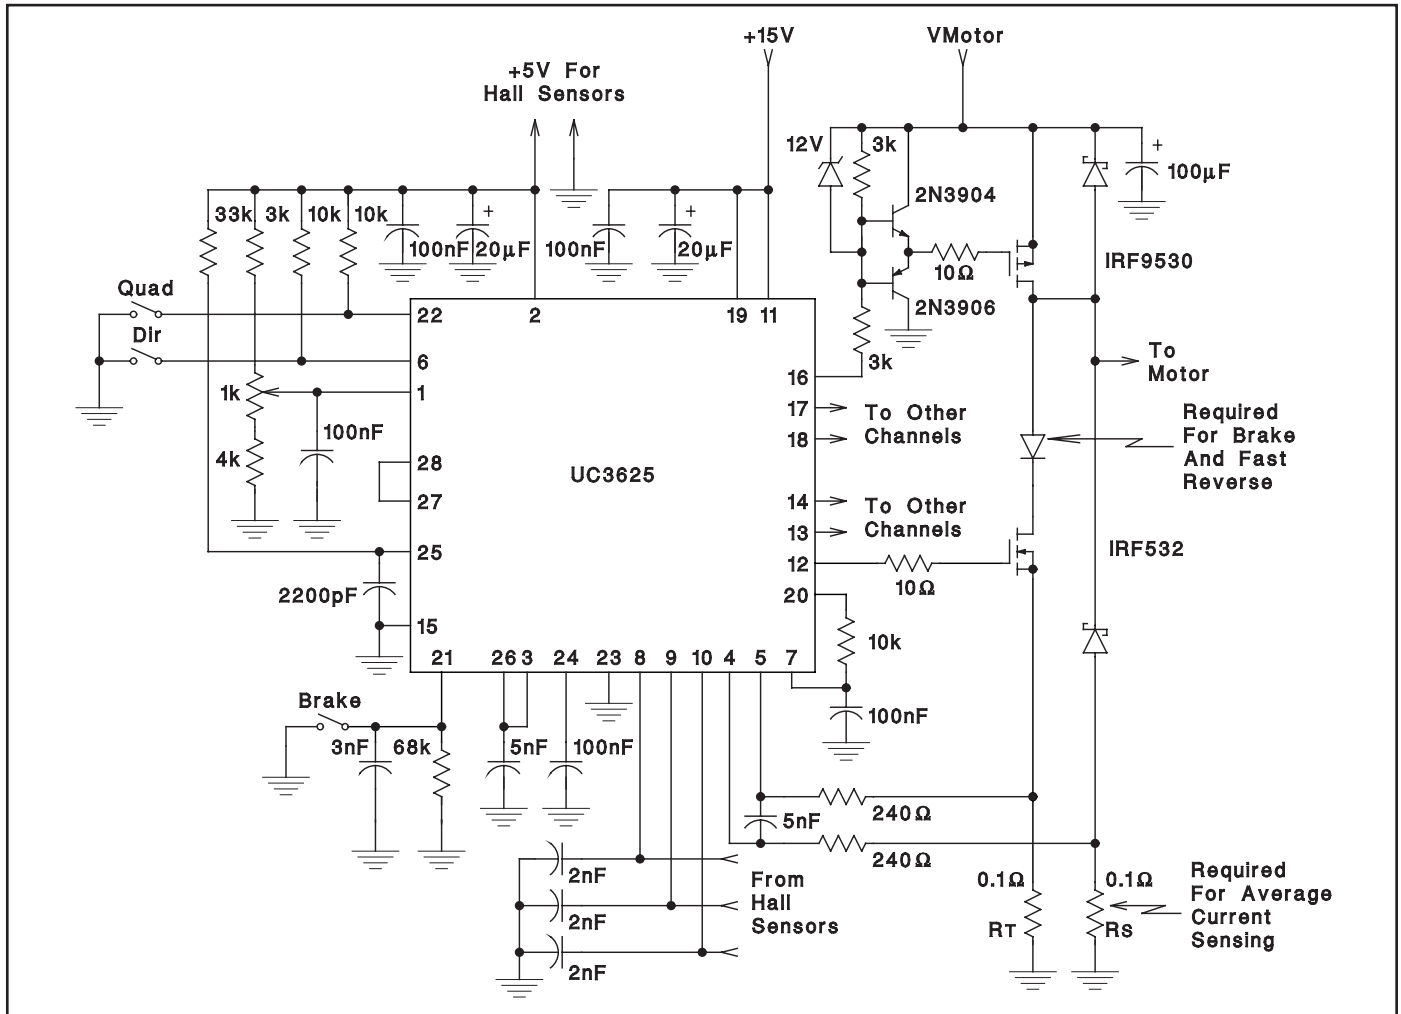 +15V
VMotor
+5V For
Hall Sensors
12V
3k
+
100µF
2N3904
33k
3k
10k
10k
+
100nF
20µF
100nF
+
20µF
10Ω
IRF9530
Quad
2N3906
22
2
19
11
Dir
To
Motor
6
3k
16
1k
1
17
18
To Other
Channels
Required
For Brake
And Fast
Reverse
100nF
4k
28
UC3625
27
14
13
To Other
Channels
25
12
10Ω
IRF532
2200pF
20
15
10k
21
26
3
24
23
8
9
10
4
5
7
Brake
100nF
3nF
68k
5nF
100nF
240Ω
5nF
240Ω
2nF
2nF
2nF
From
Hall
Sensors
0.1Ω
RT
0.1Ω
RS
Required
For Average
Current
Sensing